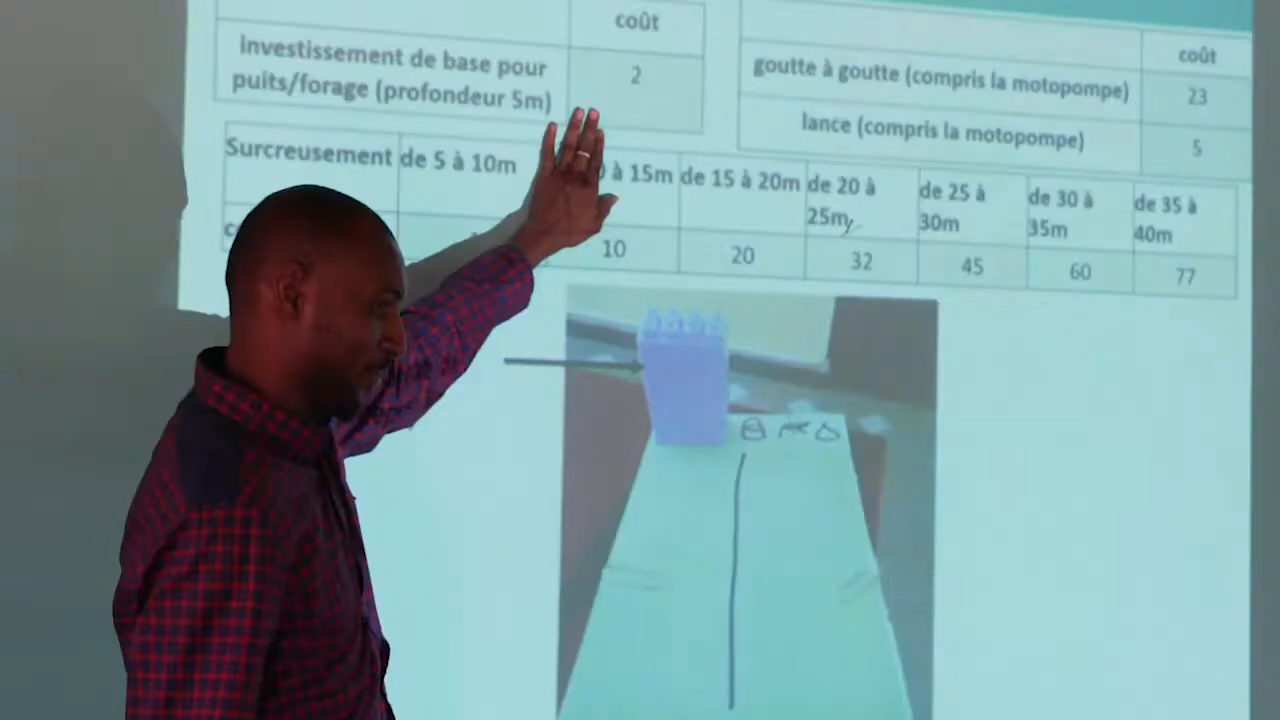 coût
investissement de base pour
puits/forage (profondeur 5m)
2
coût
goutte à goutte (compris la motopompe)
23
lance (compris la motopompe)
5
Surcreusement
de 5 à 10m
à 15m
de 15 à 20m
de 20 à
25m
de 25 à
30m
de 30 à
35m
de 35 à
40m
10
20
32
45
60
77